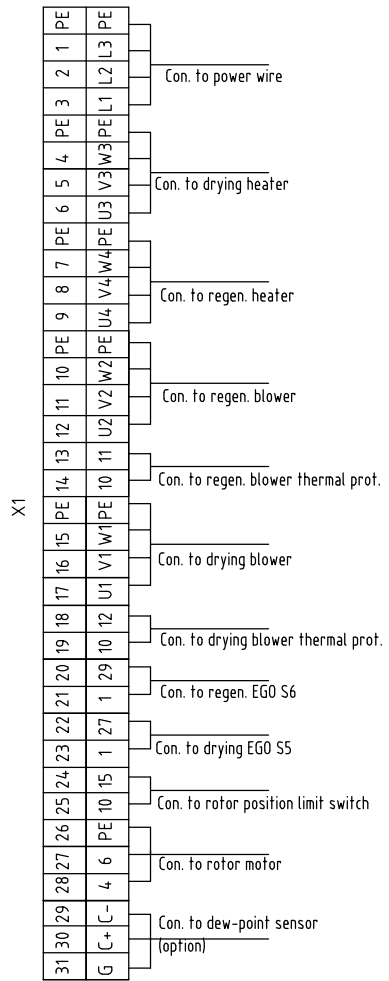 X1
PE PE
1 L3
2 L2
3 L1
Con. to power wire
PE PE
4 W3
5 V3
6 U3
Con. to drying heater
PE PE
7 W4
8 V4
9 U4
Con. to regen. heater
PE PE
10 W2
11 V2
12 U2
Con. to regen. blower
13 11
14 10
Con. to regen. blower thermal prot.
PE PE
15 W1
16 V1
17 U1
Con. to drying blower
18 12
19 10
Con. to drying blower thermal prot.
20 29
21 1
Con. to regen. EGO S6
22 27
23 1
Con. to drying EGO S5
24 15
25 10
Con. to rotor position limit switch
26 PE
27 6
28 4
Con. to rotor motor
29 C-
30 C+
31 G
Con. to dew-point sensor
(option)